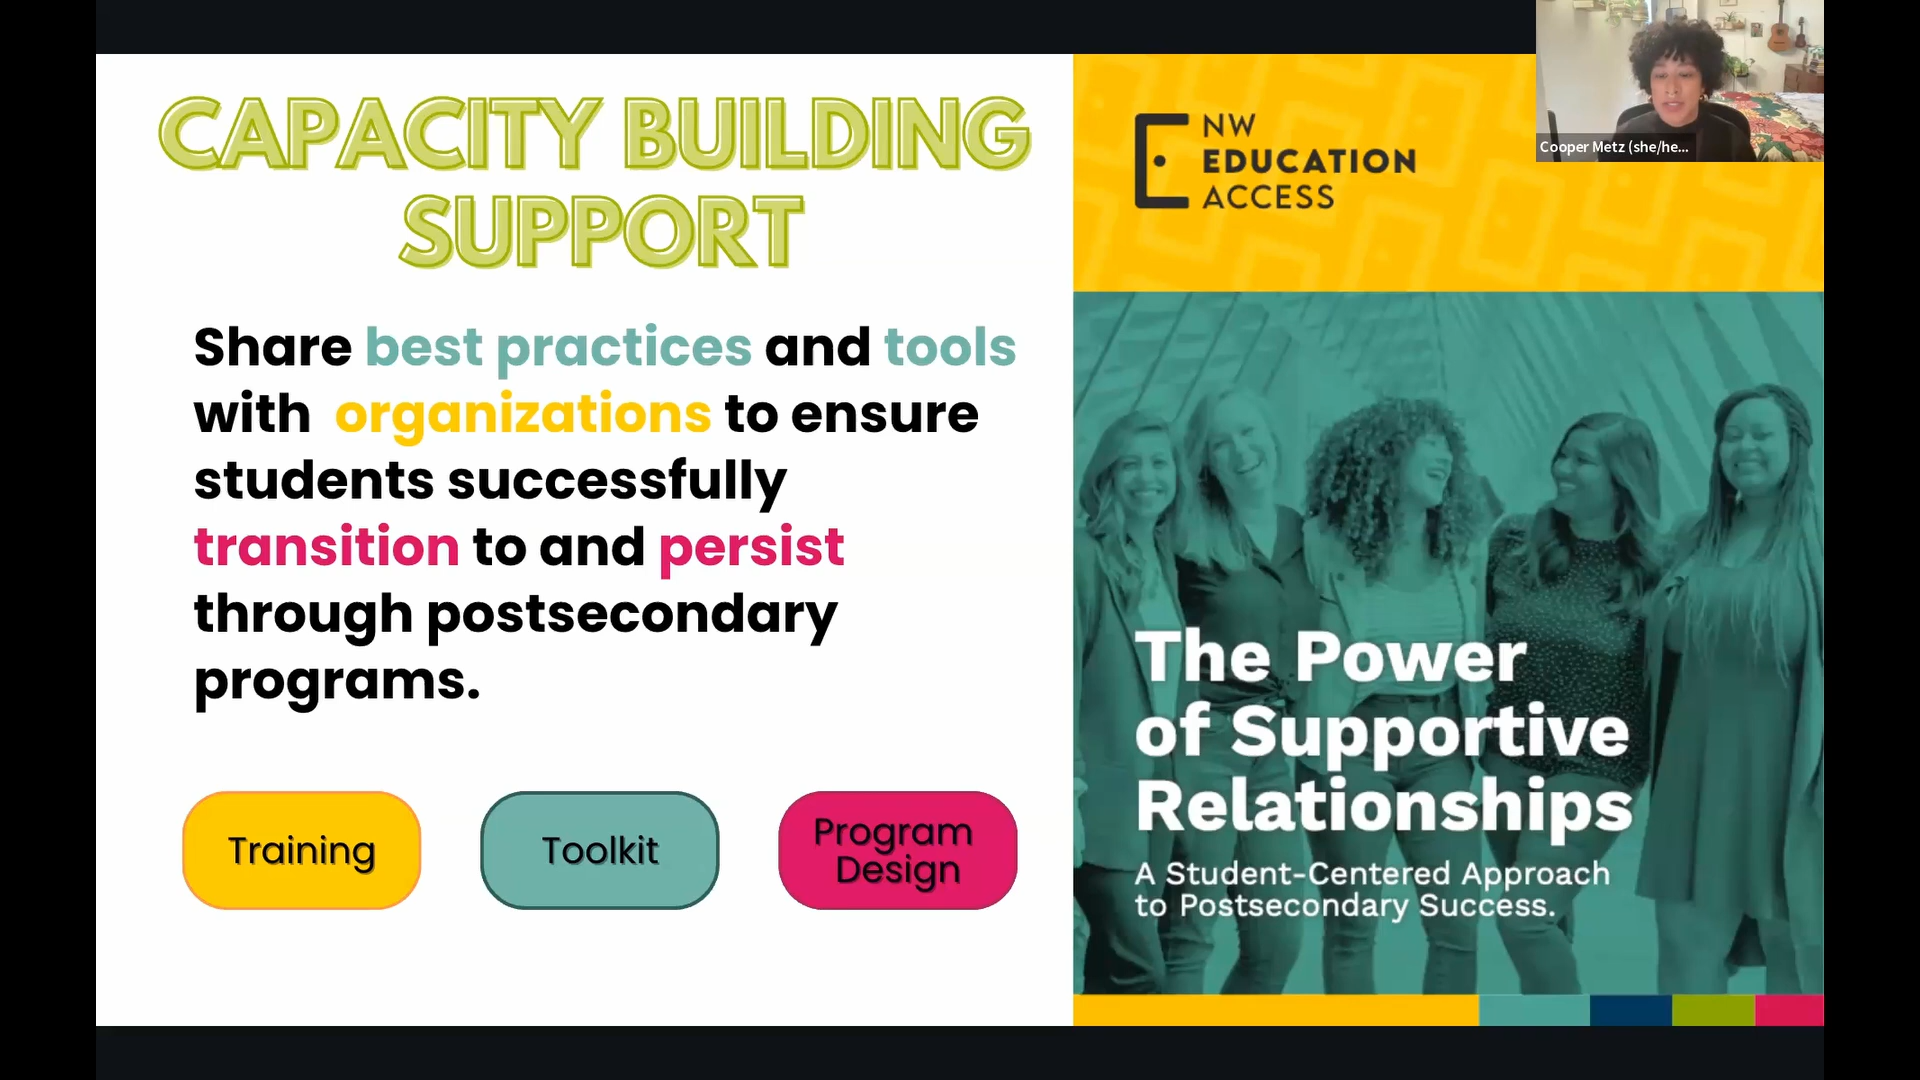 CAPACITY BUILDING
SUPPORT
Share best practices and tools
with organizations to ensure
students successfully
transition to and persist
through postsecondary
programs.
Training
Toolkit
Program
Design
NW
EDUCATION
ACCESS
The Power
of Supportive
Relationships
A Student-Centered Approach
to Postsecondary Success.
Cooper Metz (she/he...